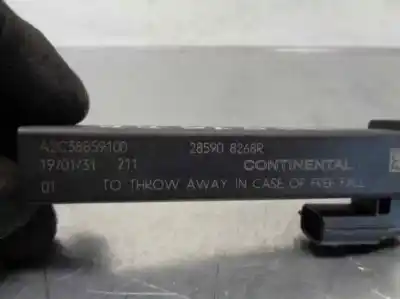 A2C38859100 28590 8268R
19/01/31 211 CONTINENTAL
01 TO THROW AWAY IN CASE OF FREE FALL